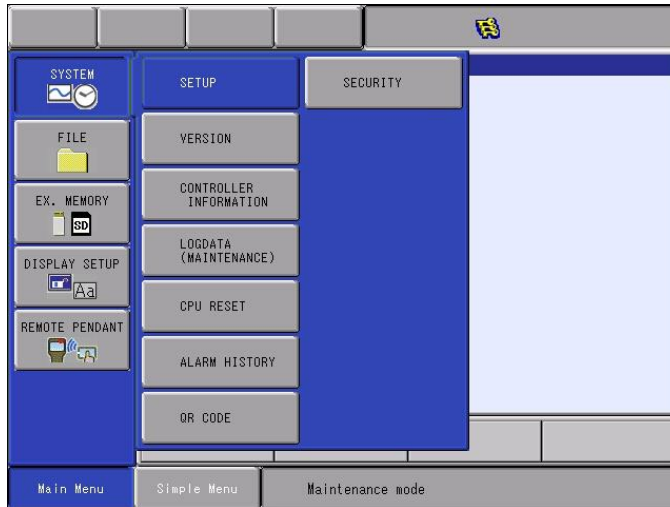 SYSTEM
FILE
EX. MEMORY
SD
DISPLAY SETUP
Aa
REMOTE PENDANT
SETUP
VERSION
CONTROLLER
INFORMATION
LOGDATA
(MAINTENANCE)
CPU RESET
ALARM HISTORY
QR CODE
SECURITY
Main Menu
Simple Menu
Maintenance mode